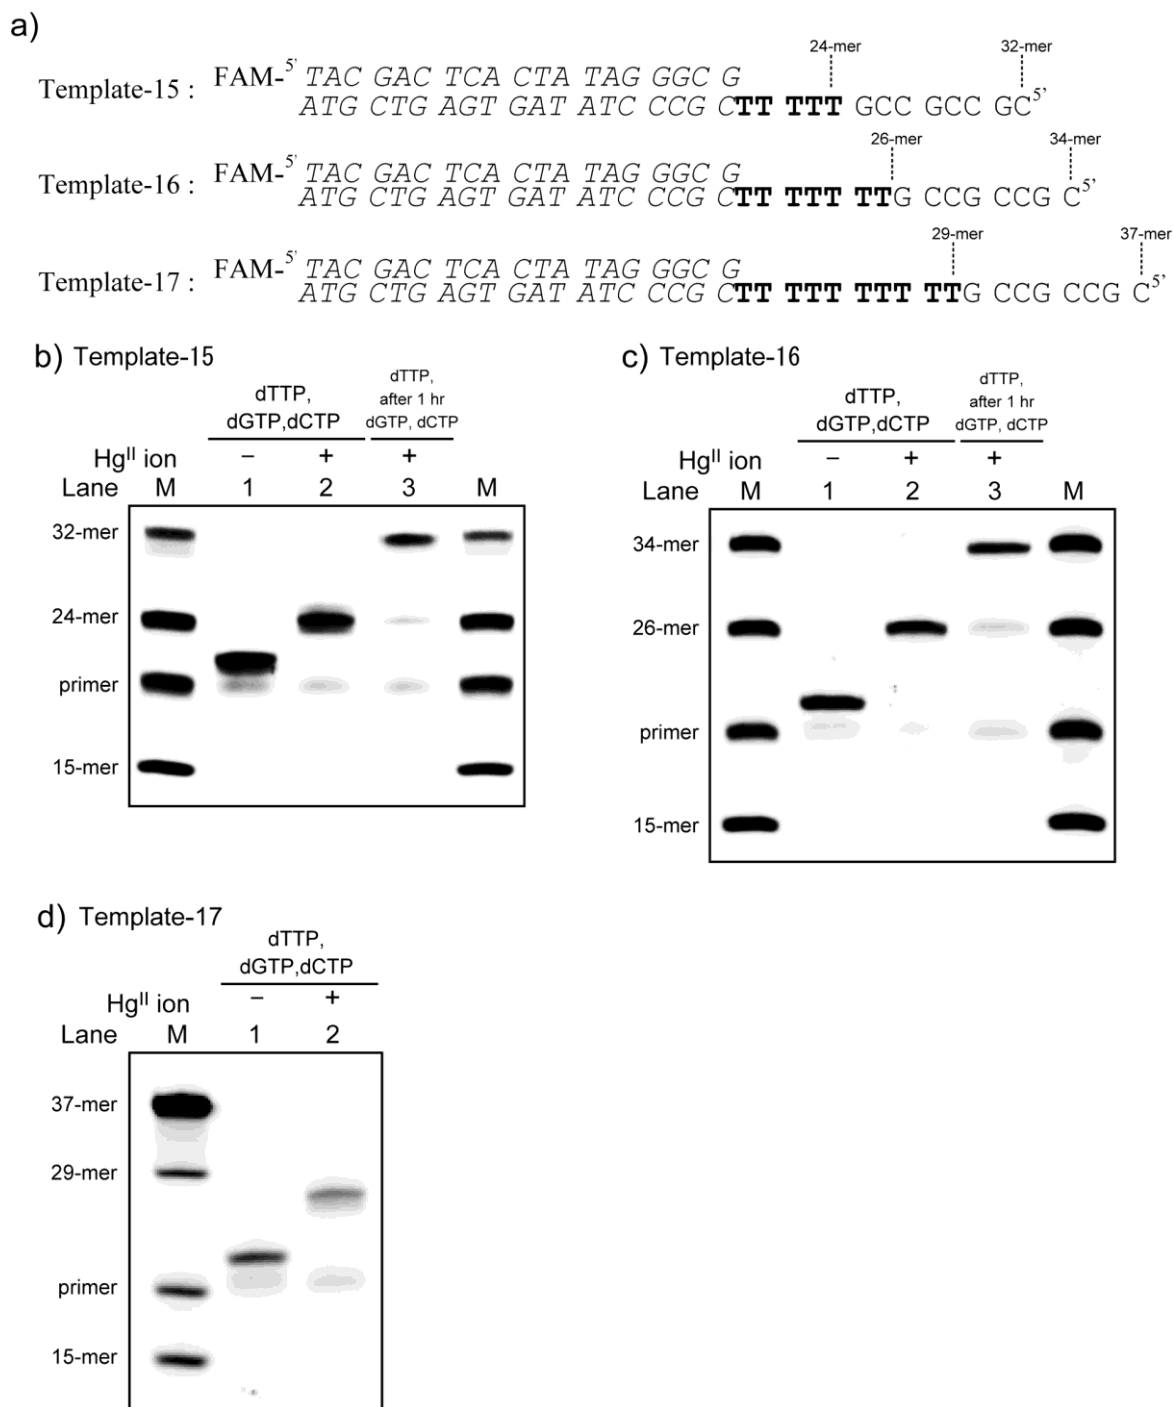 a)
24-mer 32-mer
Template-15 : FAM-5' TAC GAC TCA CTA TAG GGC G
ATG CTG AGT GAT ATC CCG CTT TTT GCC GCC GC5'
26-mer 34-mer
Template-16 : FAM-5' TAC GAC TCA CTA TAG GGC G
ATG CTG AGT GAT ATC CCG CTT TTT TTG CCG CCG C5'
29-mer 37-mer
Template-17 : FAM-5' TAC GAC TCA CTA TAG GGC G
ATG CTG AGT GAT ATC CCG CTT TTT TTT TTG CCG CCG C5'
b) Template-15
dTTP,
dGTP,dCTP
dTTP,
after 1 hr
dGTP, dCTP
HgII ion − + +
Lane M 1 2 3 M
32-mer
24-mer
primer
15-mer
c) Template-16
dTTP,
dGTP,dCTP
dTTP,
after 1 hr
dGTP, dCTP
HgII ion − + +
Lane M 1 2 3 M
34-mer
26-mer
primer
15-mer
d) Template-17
dTTP,
dGTP,dCTP
HgII ion − +
Lane M 1 2
37-mer
29-mer
primer
15-mer